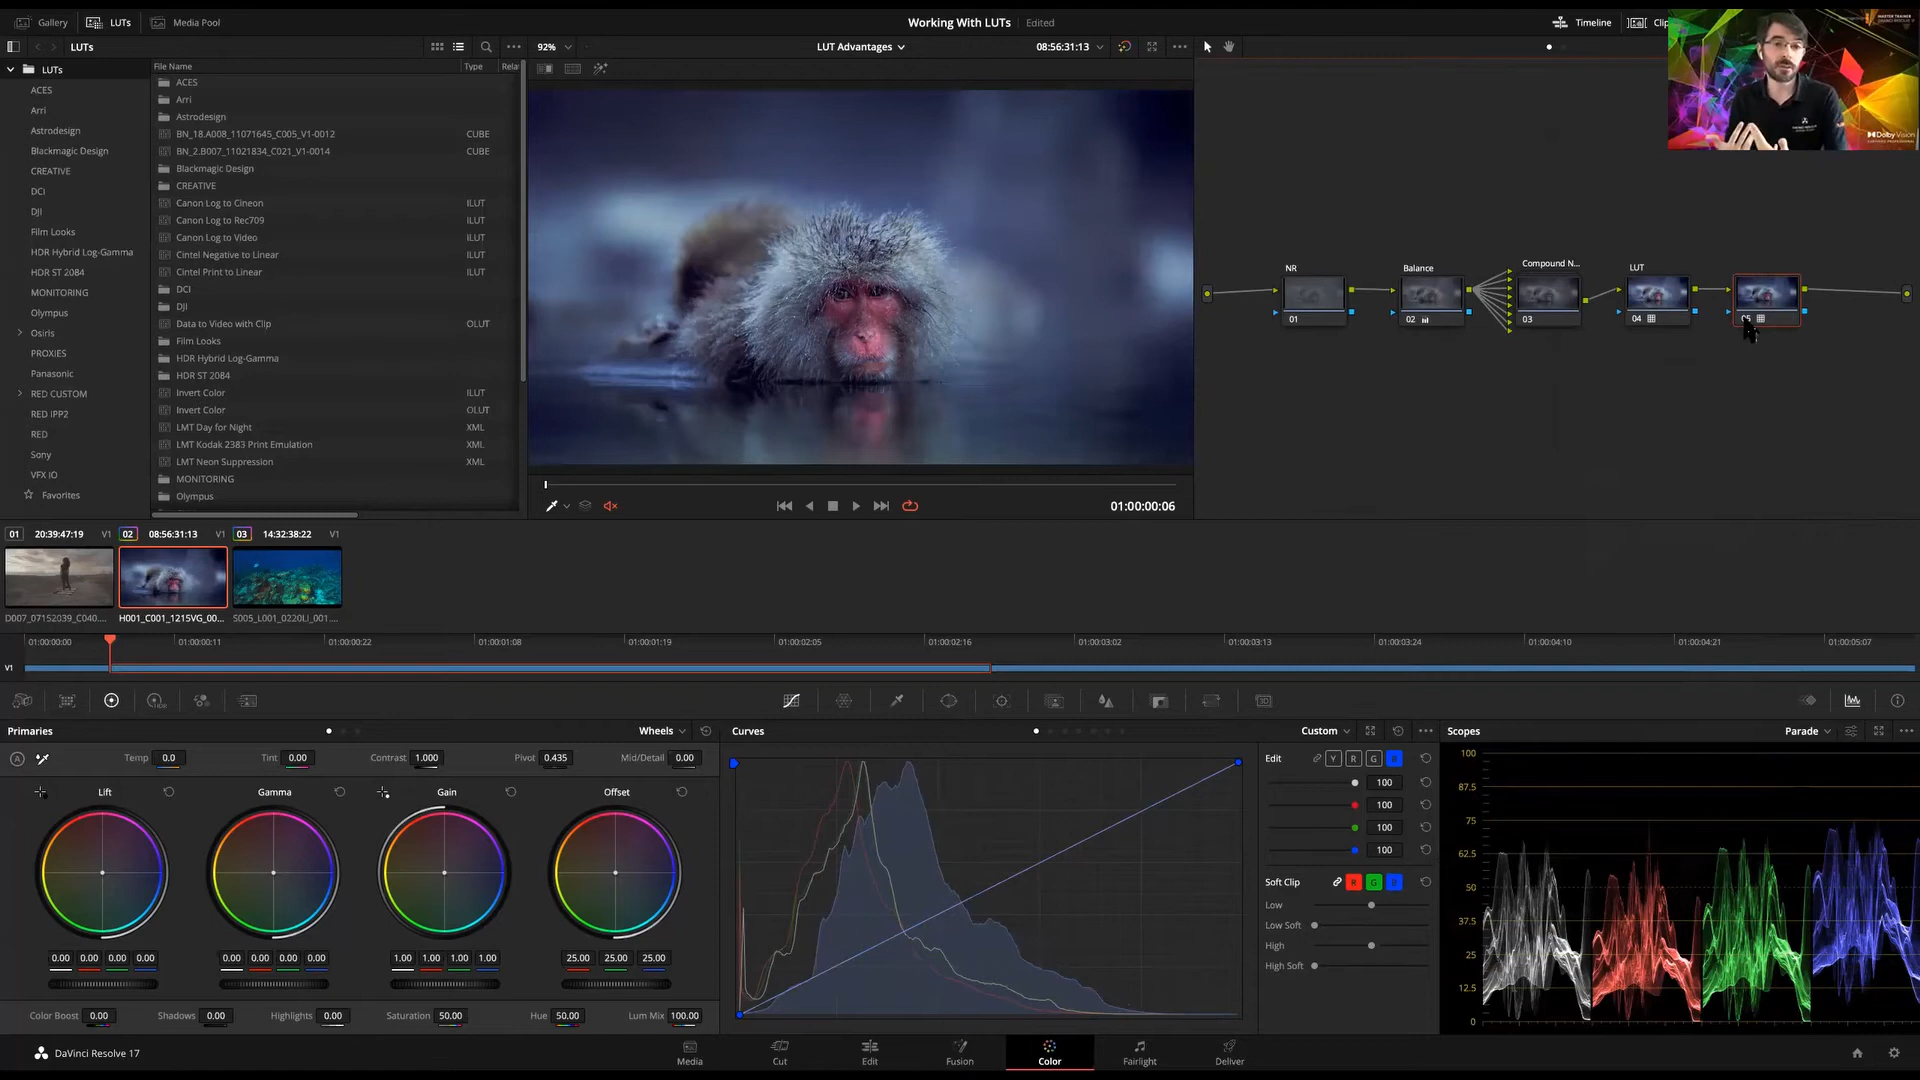 Gallery
LUTs
Media Pool
Working With LUTs
Edited
Timeline
LUTs
92%
LUT Advantages
08:56:31:13
LUTs
ACES
Arri
Astrodesign
Blackmagic Design
CREATIVE
DCI
DJI
Film Looks
HDR Hybrid Log-Gamma
HDR ST 2084
MONITORING
Olympus
Osiris
PROXIES
Panasonic
RED CUSTOM
RED IPP2
RED
Sony
VFX IO
Favorites
File Name
Type
Rela
ACES
Arri
Astrodesign
BN_18.A008_11071645_C005_V1-0012 CUBE
BN_2.B007_11021834_C021_V1-0014 CUBE
Blackmagic Design
CREATIVE
Canon Log to Cineon ILUT
Canon Log to Rec709 ILUT
Canon Log to Video ILUT
Cintel Negative to Linear ILUT
Cintel Print to Linear ILUT
DCI
DJI
Data to Video with Clip OLUT
Film Looks
HDR Hybrid Log-Gamma
HDR ST 2084
Invert Color ILUT
Invert Color OLUT
LMT Day for Night XML
LMT Kodak 2383 Print Emulation XML
LMT Neon Suppression XML
MONITORING
Olympus
01:00:00:06
NR
01
Balance
02
Compound N...
03
LUT
04
Dolby Vision
01 20:39:47:19 V1
02 08:56:31:13 V1
03 14:32:38:22 V1
D007_07152039_C040....
H001_C001_1215VG_00...
S005_L001_0220LI_001....
01:00:00:00
01:00:00:11
01:00:00:22
01:00:01:08
01:00:01:19
01:00:02:05
01:00:02:16
01:00:03:02
01:00:03:13
01:00:03:24
01:00:04:10
01:00:04:21
01:00:05:07
V1
Primaries
Wheels
Temp 0.0
Tint 0.00
Contrast 1.000
Pivot 0.435
Mid/Detail 0.00
Lift
Gamma
Gain
Offset
0.00 0.00 0.00 0.00
0.00 0.00 0.00 0.00
1.00 1.00 1.00 1.00
25.00 25.00 25.00
Color Boost 0.00
Shadows 0.00
Highlights 0.00
Saturation 50.00
Hue 50.00
Lum Mix 100.00
Curves
Custom
Edit
Y R G B
100
100
100
100
Soft Clip
R G B
Low
Low Soft
High
High Soft
Scopes
Parade
100
87.5
75
62.5
50
37.5
25
12.5
0
DaVinci Resolve 17
Media
Cut
Edit
Fusion
Color
Fairlight
Deliver